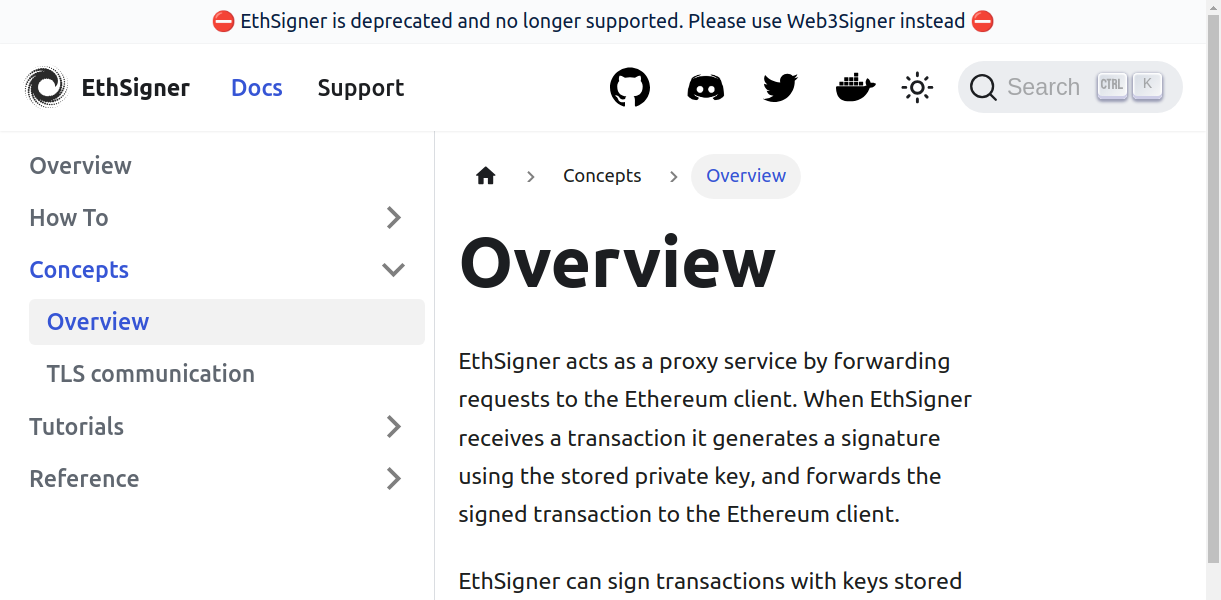 ⛔ EthSigner is deprecated and no longer supported. Please use Web3Signer instead ⛔
EthSigner Docs Support Search CTRL K
Overview
How To
Concepts
Overview
TLS communication
Tutorials
Reference
Concepts Overview
Overview
EthSigner acts as a proxy service by forwarding
requests to the Ethereum client. When EthSigner
receives a transaction it generates a signature
using the stored private key, and forwards the
signed transaction to the Ethereum client.
EthSigner can sign transactions with keys stored